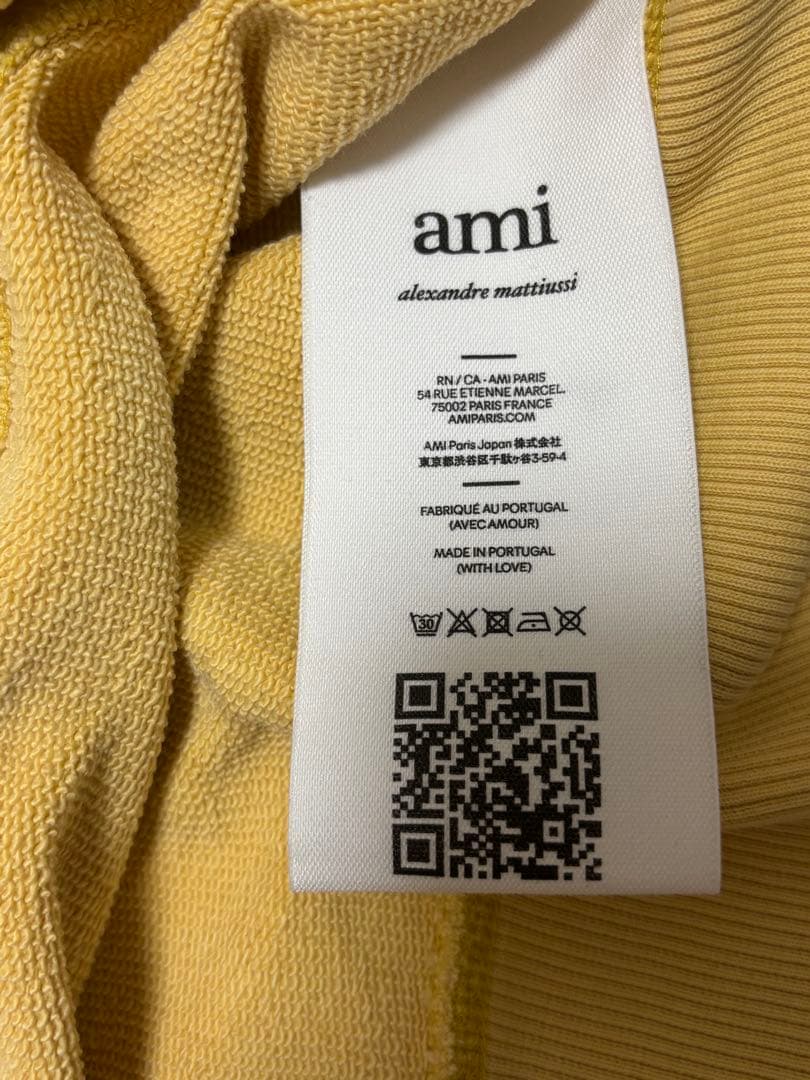 ami
alexandre mattiussi
RN / CA - AMI PARIS
54 RUE ETIENNE MARCEL.
75002 PARIS FRANCE
AMIPARIS.COM
AMI Paris Japan 株式会社
東京都渋谷区千駄ヶ谷3-59-4
FABRIQUÉ AU PORTUGAL
(AVEC AMOUR)
MADE IN PORTUGAL
(WITH LOVE)
30